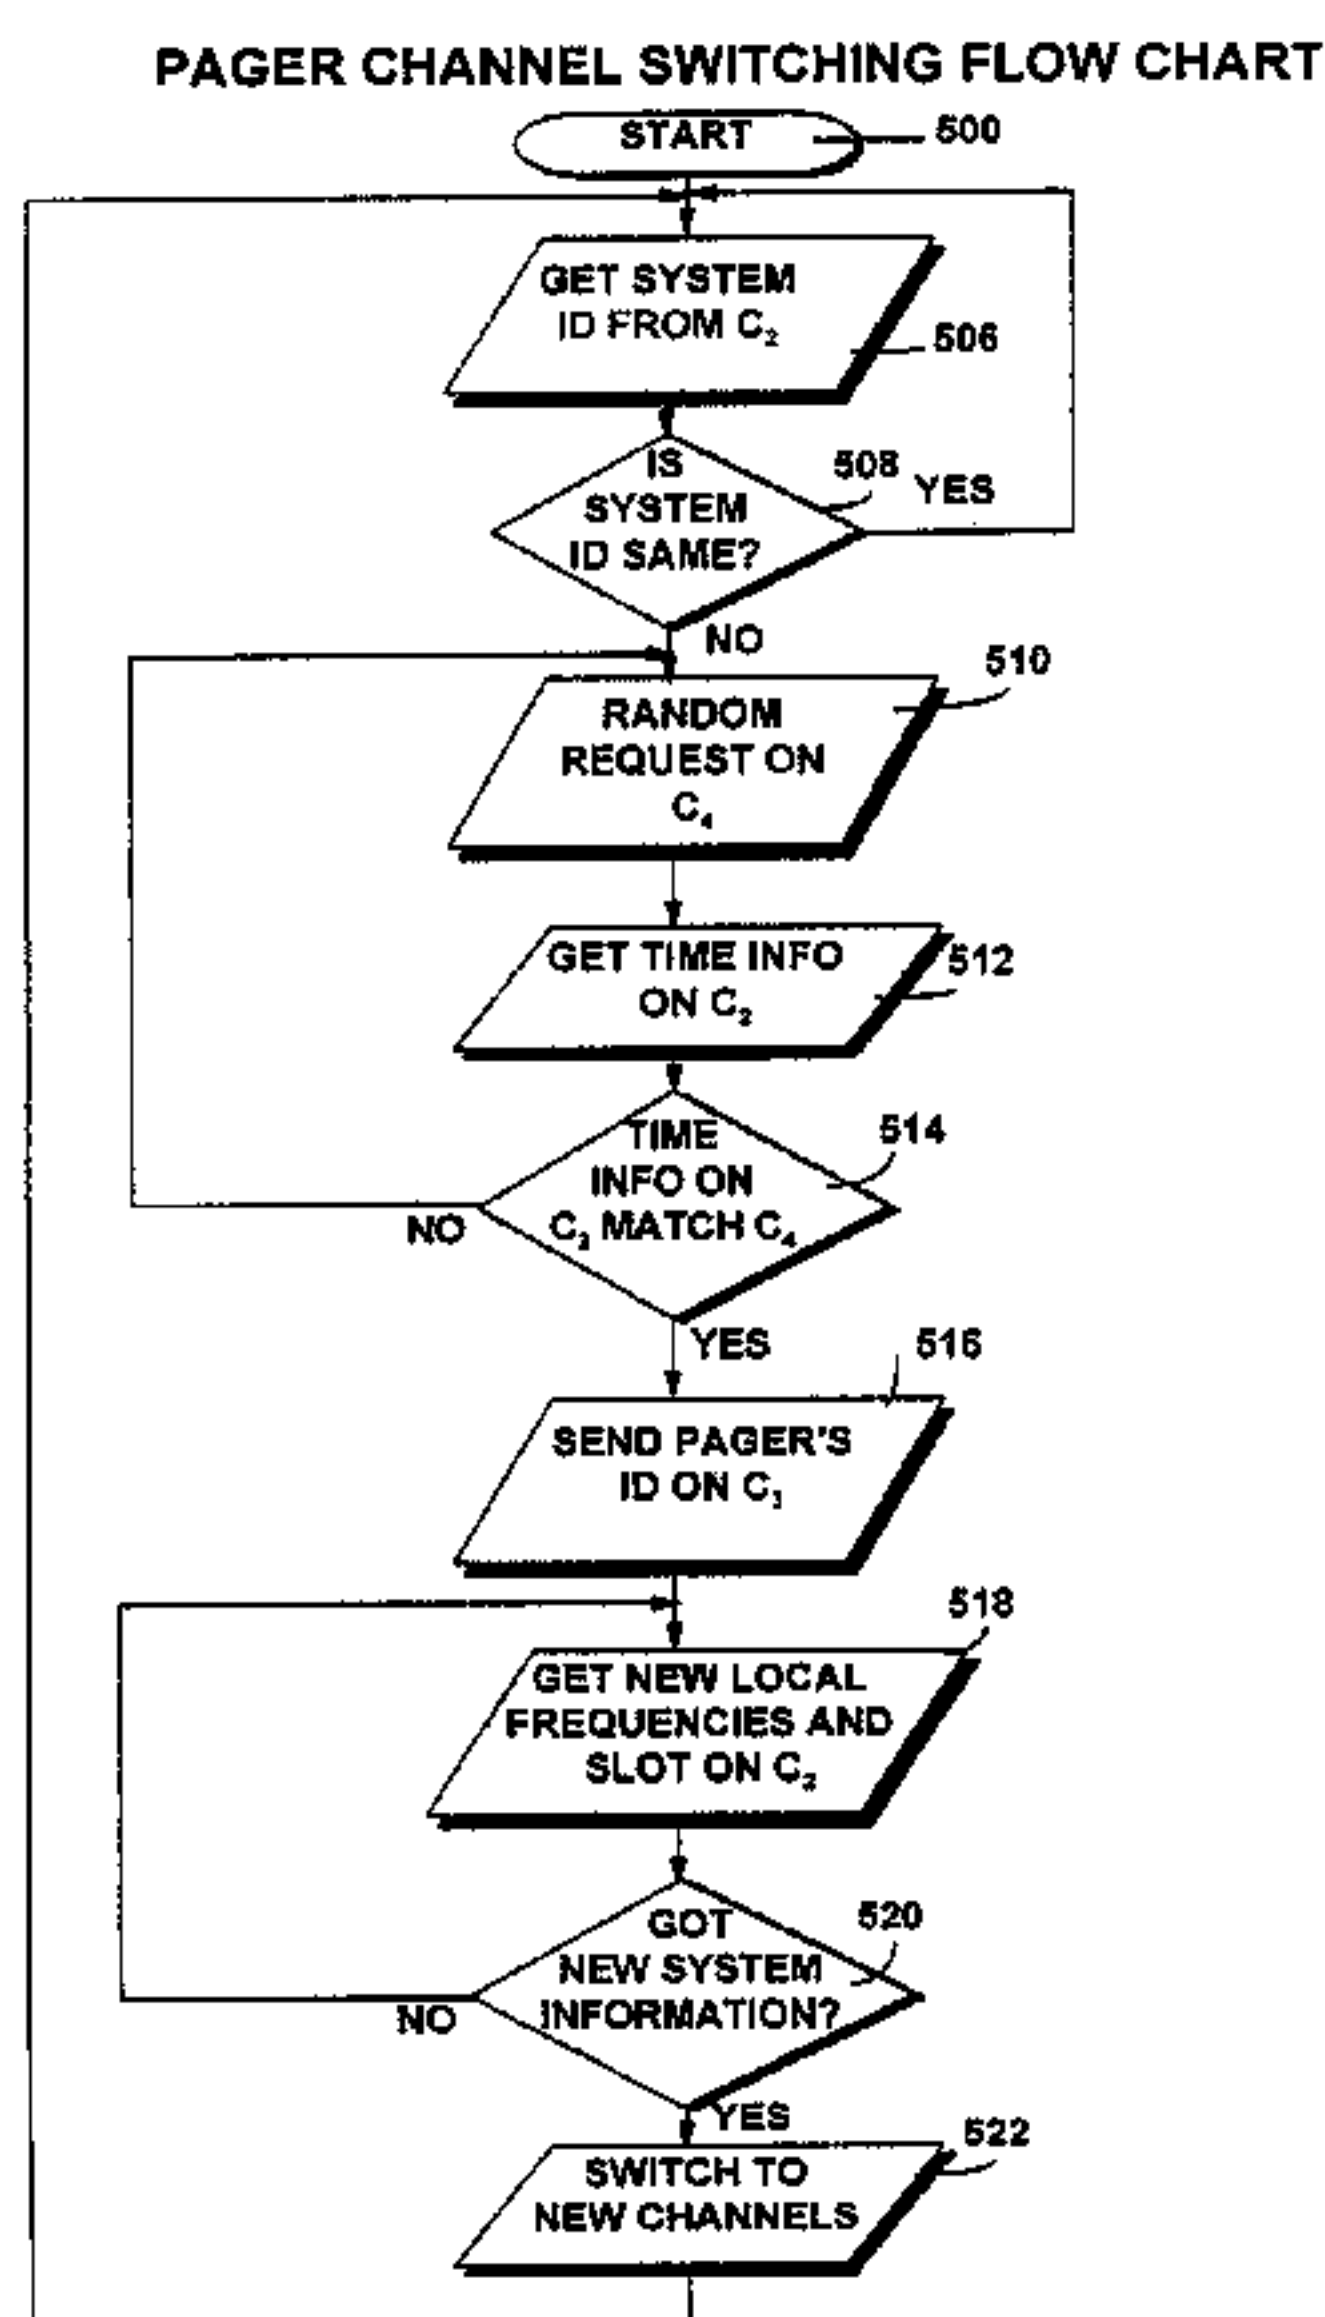 PAGER CHANNEL SWITCHING FLOW CHART
START
500
GET SYSTEM
ID FROM C₂
506
IS
SYSTEM
ID SAME?
508
YES
NO
510
RANDOM
REQUEST ON
C₄
GET TIME INFO
ON C₂
512
TIME
INFO ON
C₂ MATCH C₄
514
NO
YES
516
SEND PAGER'S
ID ON C₃
518
GET NEW LOCAL
FREQUENCIES AND
SLOT ON C₂
GOT
NEW SYSTEM
INFORMATION?
520
NO
YES
522
SWITCH TO
NEW CHANNELS